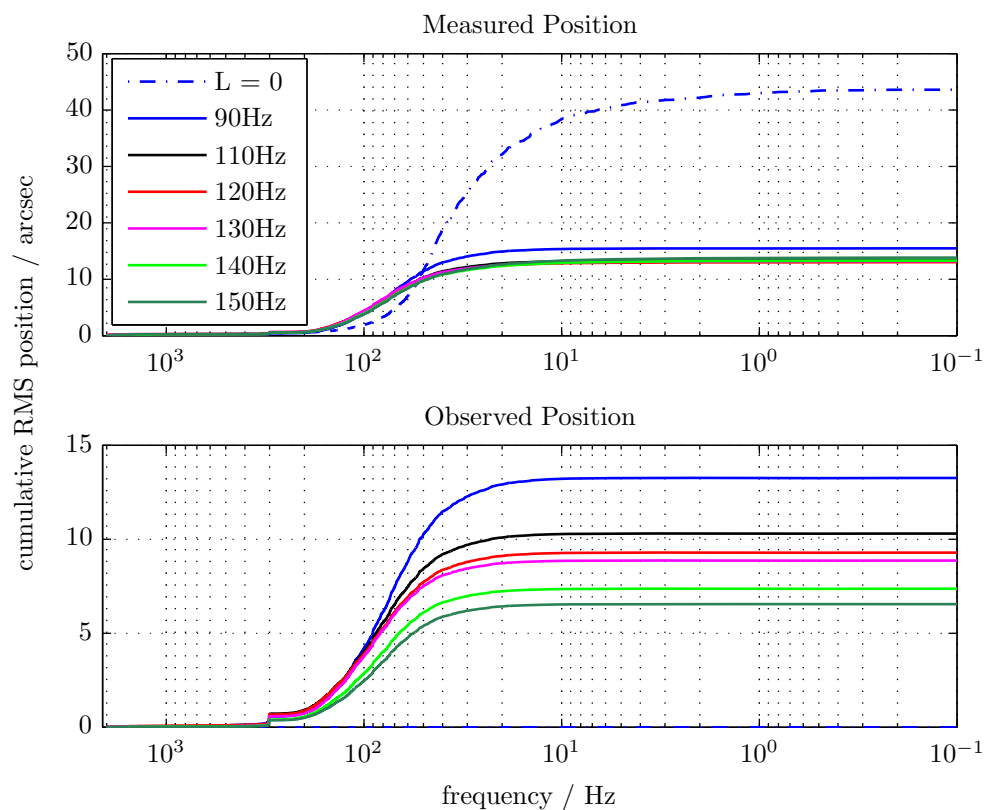 Measured Position
50
40
30
20
10
0
L = 0
90Hz
110Hz
120Hz
130Hz
140Hz
150Hz
10^3
10^2
10^1
10^0
10^-1
cumulative RMS position / arcsec
Observed Position
15
10
5
0
10^3
10^2
10^1
10^0
10^-1
frequency / Hz